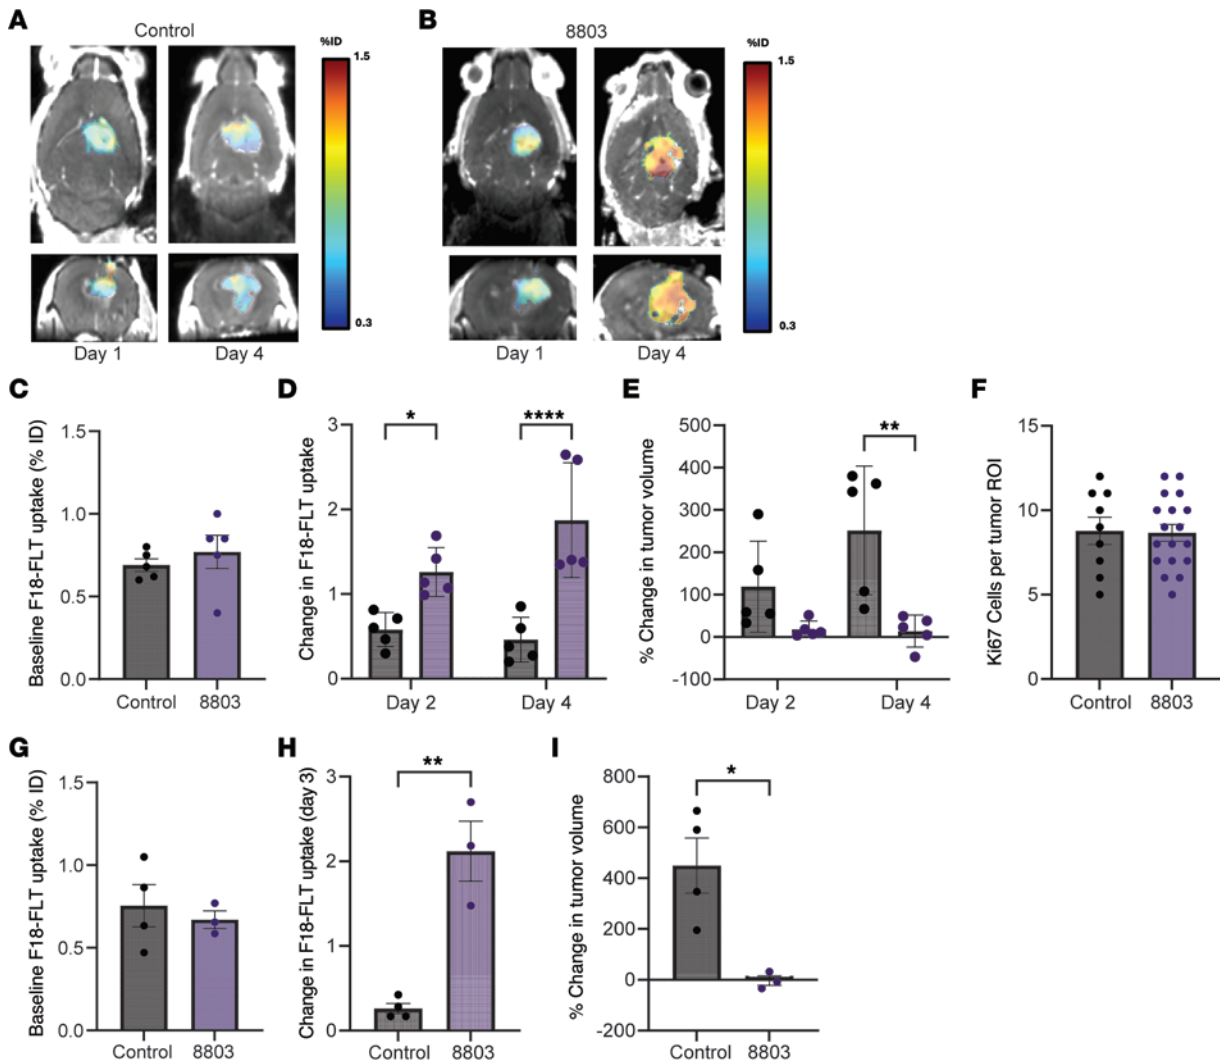 A
Control
%ID
1.5
0.3
Day 1
Day 4
B
8803
%ID
1.5
0.3
Day 1
Day 4
C
Baseline F18-FLT uptake (% ID)
1.5
1.0
0.5
0.0
Control
8803
D
Change in F18-FLT uptake
3
2
1
0
*
****
Day 2
Day 4
E
% Change in tumor volume
500
400
300
200
100
0
-100
**
Day 2
Day 4
F
Ki67 Cells per tumor ROI
15
10
5
0
Control
8803
G
Baseline F18-FLT uptake (% ID)
1.5
1.0
0.5
0.0
Control
8803
H
Change in F18-FLT uptake (day 3)
3
2
1
0
**
Control
8803
I
% Change in tumor volume
800
600
400
200
0
-200
*
Control
8803